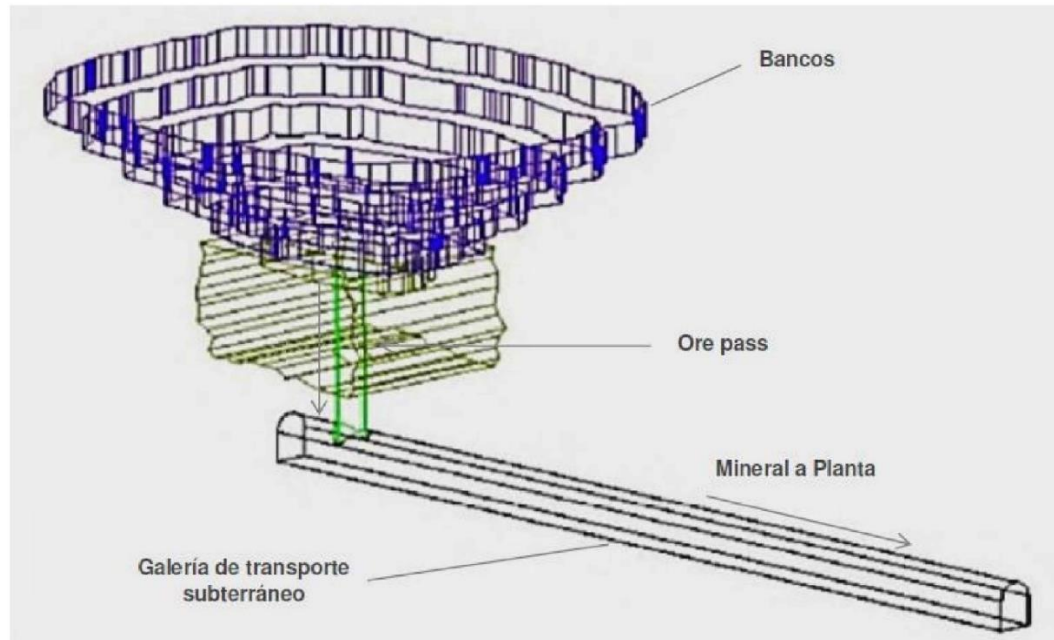 Bancos
Ore pass
Mineral a Planta
Galería de transporte
subterráneo